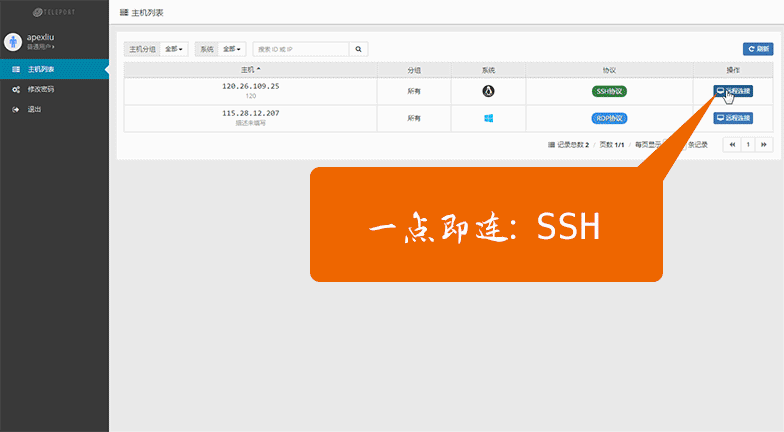 TELEPORT
主机列表
apexliu
普通用户
主机列表
修改密码
退出
主机分组 全部 系统 全部 搜索 ID 或 IP 刷新
主机 分组 系统 协议 操作
120.26.109.25 所有 SSH协议 远程连接
120
115.28.12.207 所有 RDP协议 远程连接
描述未填写
记录总数 2 / 页数 1/1 / 每页显示 条记录 1
一点即连: SSH